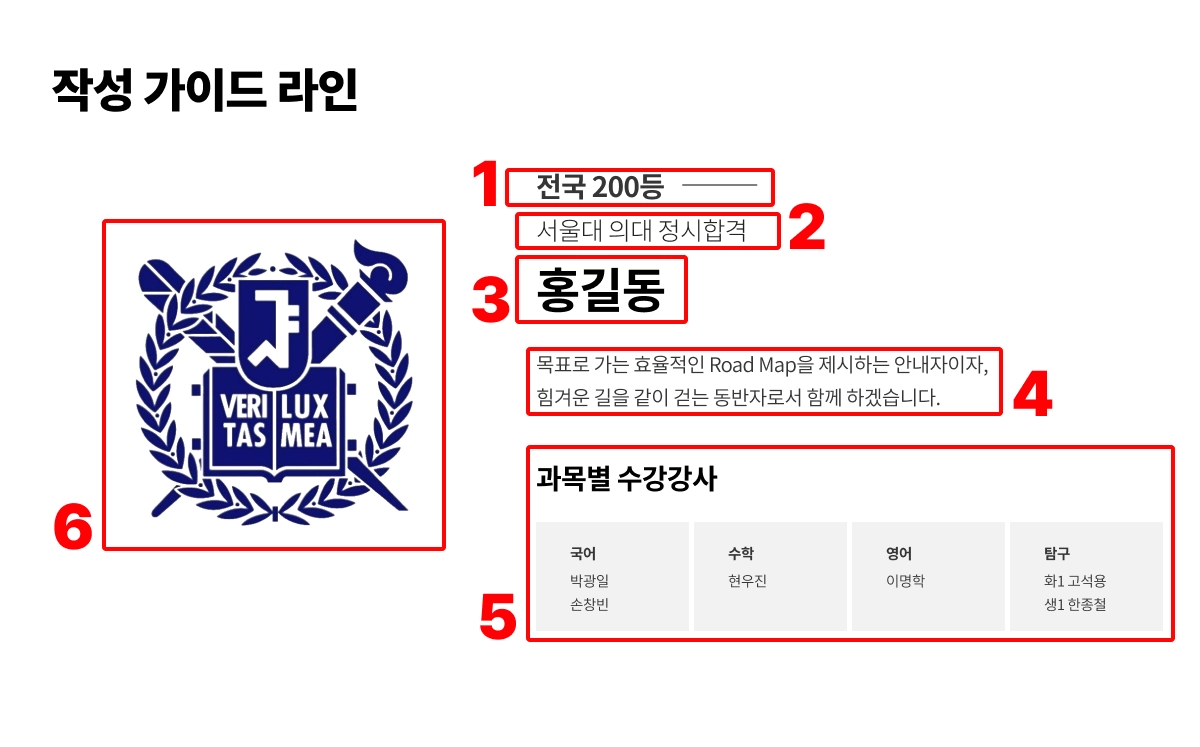 작성 가이드 라인
1
전국 200등
서울대 의대 정시합격
2
3
홍길동
목표로 가는 효율적인 Road Map을 제시하는 안내자이자,
힘겨운 길을 같이 걷는 동반자로서 함께 하겠습니다.
4
VERI LUX
TAS MEA
6
5
과목별 수강강사
국어
박광일
손창빈
수학
현우진
영어
이명학
탐구
화1 고석용
생1 한종철